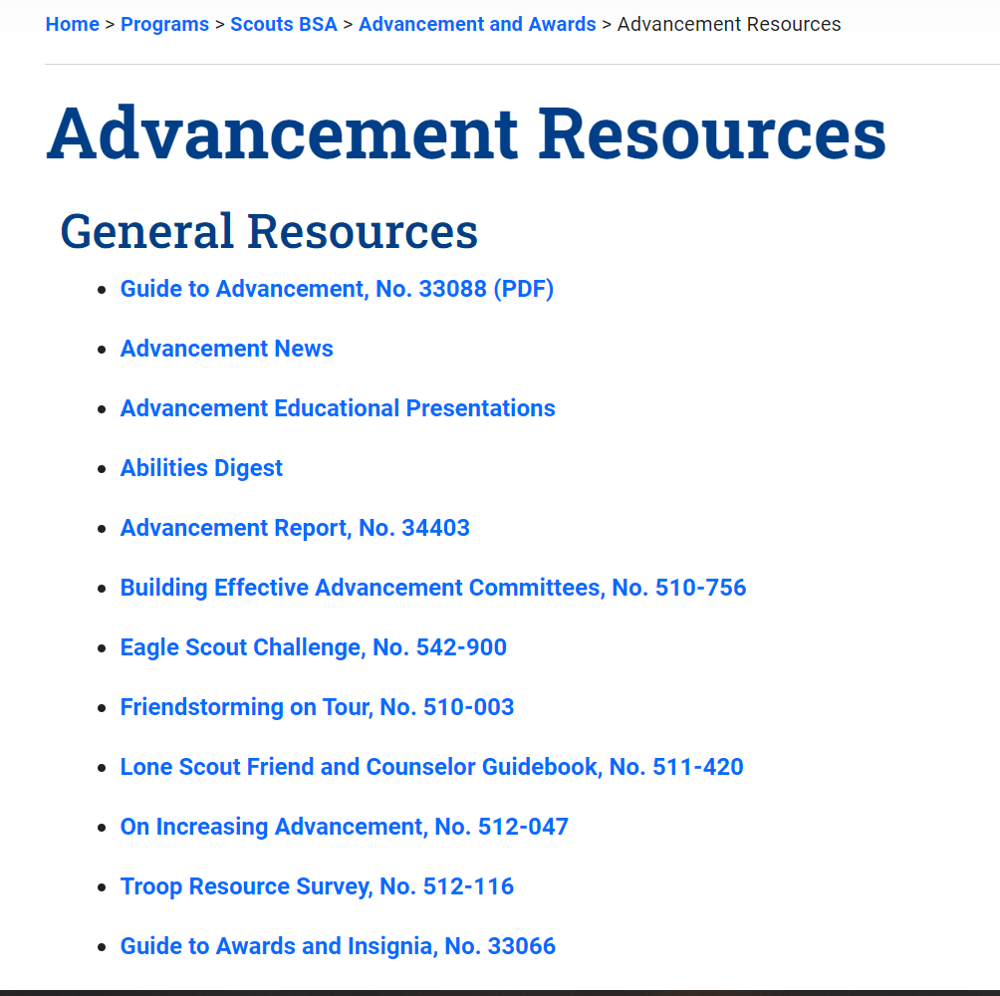 Home > Programs > Scouts BSA > Advancement and Awards > Advancement Resources
Advancement Resources
General Resources
Guide to Advancement, No. 33088 (PDF)
Advancement News
Advancement Educational Presentations
Abilities Digest
Advancement Report, No. 34403
Building Effective Advancement Committees, No. 510-756
Eagle Scout Challenge, No. 542-900
Friendstorming on Tour, No. 510-003
Lone Scout Friend and Counselor Guidebook, No. 511-420
On Increasing Advancement, No. 512-047
Troop Resource Survey, No. 512-116
Guide to Awards and Insignia, No. 33066